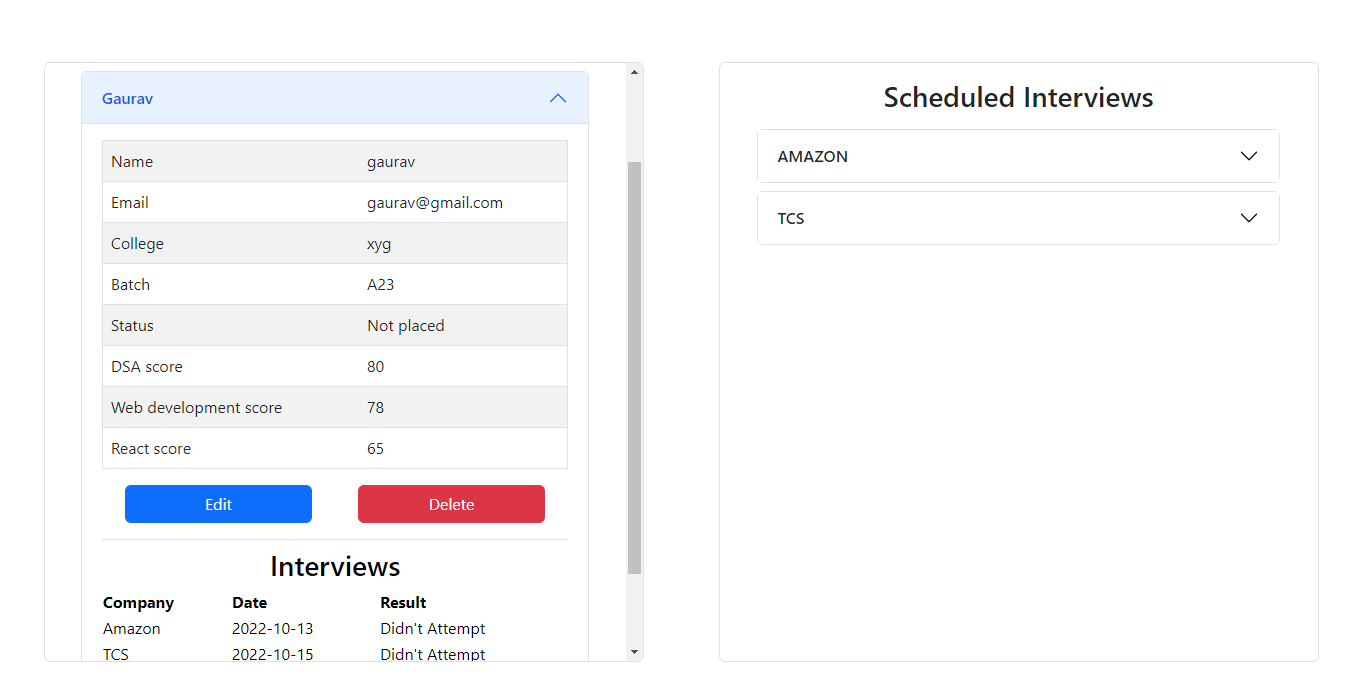 Gaurav
Name gaurav
Email gaurav@gmail.com
College xyg
Batch A23
Status Not placed
DSA score 80
Web development score 78
React score 65
Edit Delete
Interviews
Company Date Result
Amazon 2022-10-13 Didn't Attempt
TCS 2022-10-15 Didn't Attempt
Scheduled Interviews
AMAZON
TCS